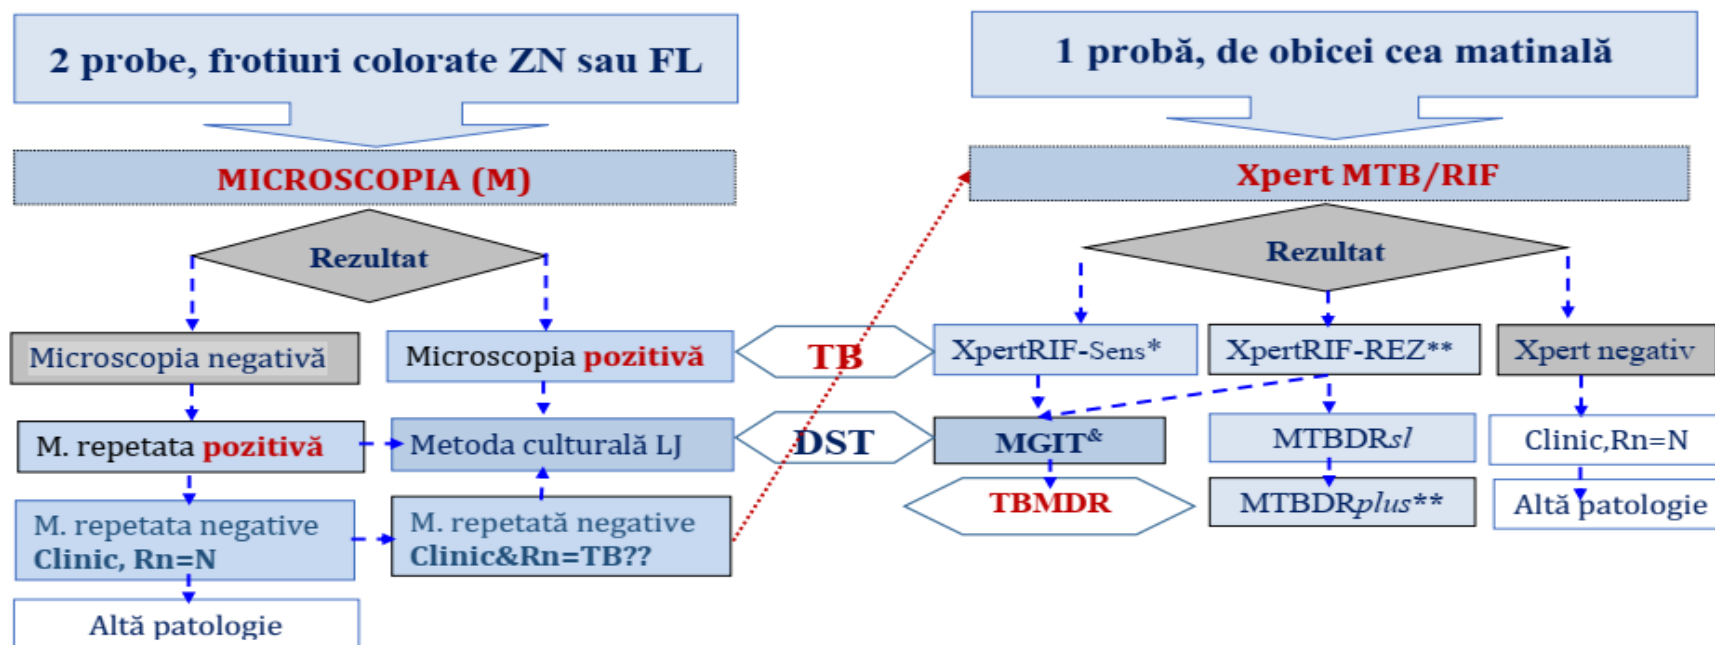 2 probe, frotiuri colorate ZN sau FL
1 probă, de obicei cea matinală
MICROSCOPIA (M)
Xpert MTB/RIF
Rezultat
Rezultat
Microscopia negativă
Microscopia pozitivă
TB
XpertRIF-Sens*
XpertRIF-REZ**
Xpert negativ
M. repetata pozitivă
Metoda culturală LJ
DST
MGIT&
MTBDRsl
Clinic,Rn=N
M. repetata negative
Clinic, Rn=N
M. repetată negative
Clinic&Rn=TB??
TBMDR
MTBDRplus**
Altă patologie
Altă patologie